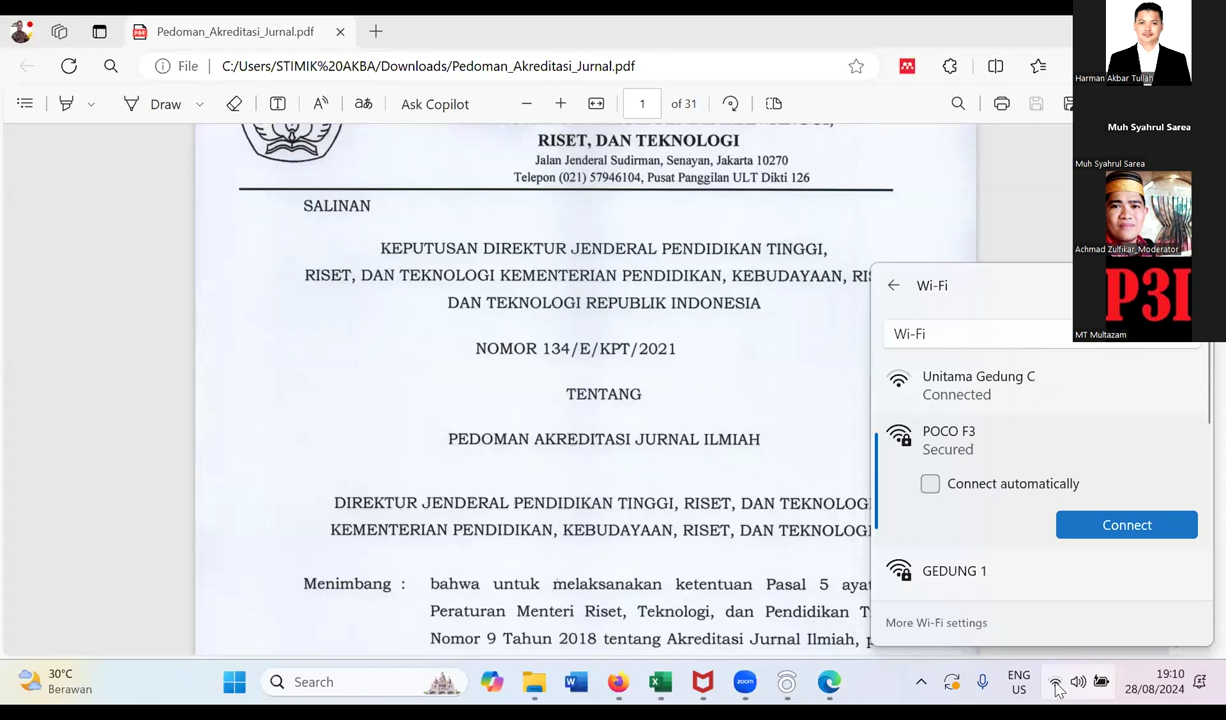 Pedoman_Akreditasi_Jurnal.pdf
File
C:/Users/STIMIK%20AKBA/Downloads/Pedoman_Akreditasi_Jurnal.pdf
Draw
Ask Copilot
1 of 31
RISET, DAN TEKNOLOGI
Jalan Jenderal Sudirman, Senayan, Jakarta 10270
Telepon (021) 57946104, Pusat Panggilan ULT Dikti 126
SALINAN
KEPUTUSAN DIREKTUR JENDERAL PENDIDIKAN TINGGI,
RISET, DAN TEKNOLOGI KEMENTERIAN PENDIDIKAN, KEBUDAYAAN,
DAN TEKNOLOGI REPUBLIK INDONESIA
NOMOR 134/E/KPT/2021
TENTANG
PEDOMAN AKREDITASI JURNAL ILMIAH
DIREKTUR JENDERAL PENDIDIKAN TINGGI, RISET, DAN TEKNOLOGI
KEMENTERIAN PENDIDIKAN, KEBUDAYAAN, RISET, DAN TEKNOLOGI
Menimbang : bahwa untuk melaksanakan ketentuan Pasal 5 ayat
Peraturan Menteri Riset, Teknologi, dan Pendidikan
Nomor 9 Tahun 2018 tentang Akreditasi Jurnal Ilmiah,
Harman Akbar Tullah
Muh Syahrul Sarea
Muh Syahrul Sarea
Achmad Zulfikar_Moderator
P3I
MT Multazam
Wi-Fi
Wi-Fi
Unitama Gedung C
Connected
POCO F3
Secured
Connect automatically
Connect
GEDUNG 1
More Wi-Fi settings
30°C
Berawan
Search
zoom
ENG
US
19:10
28/08/2024